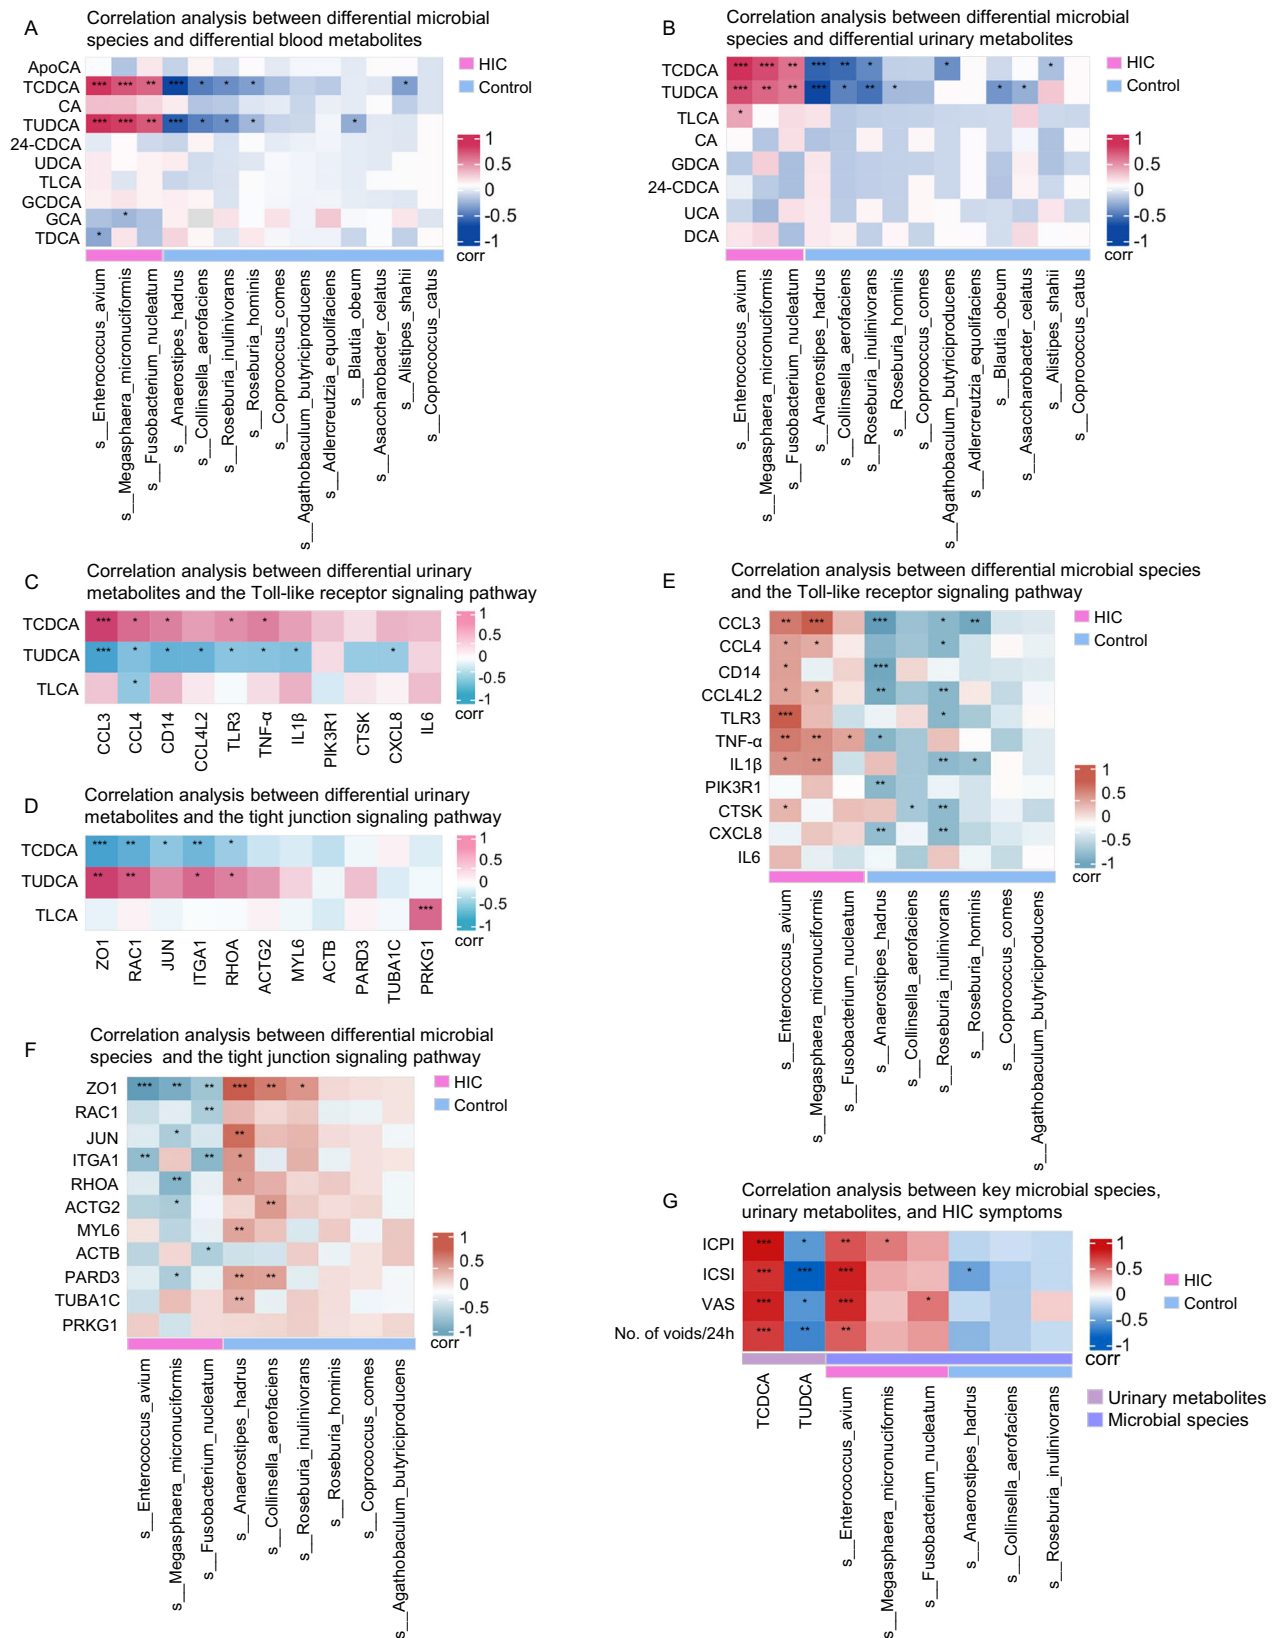 A
Correlation analysis between differential microbial
species and differential blood metabolites
ApoCA
TCDCA *** *** ** *** * * * *
CA
TUDCA *** *** ** *** * * * *
24-CDCA
UDCA
TLCA
GCDCA
GCA *
TDCA *
HIC
Control
1
0.5
0
-0.5
-1
corr
s__Enterococcus_avium
s__Megasphaera_micronuciformis
s__Fusobacterium_nucleatum
s__Anaerostipes_hadrus
s__Collinsella_aerofaciens
s__Roseburia_inulinivorans
s__Roseburia_hominis
s__Coprococcus_comes
s__Agathobaculum_butyriciproducens
s__Adlercreutzia_equolifaciens
s__Blautia_obeum
s__Asaccharobacter_celatus
s__Alistipes_shahii
s__Coprococcus_catus
B
Correlation analysis between differential microbial
species and differential urinary metabolites
TCDCA *** *** ** *** ** * * *
TUDCA *** ** ** *** * ** * * *
TLCA *
CA
GDCA
24-CDCA
UCA
DCA
HIC
Control
1
0.5
0
-0.5
-1
corr
s__Enterococcus_avium
s__Megasphaera_micronuciformis
s__Fusobacterium_nucleatum
s__Anaerostipes_hadrus
s__Collinsella_aerofaciens
s__Roseburia_inulinivorans
s__Roseburia_hominis
s__Coprococcus_comes
s__Agathobaculum_butyriciproducens
s__Adlercreutzia_equolifaciens
s__Blautia_obeum
s__Asaccharobacter_celatus
s__Alistipes_shahii
s__Coprococcus_catus
C
Correlation analysis between differential urinary
metabolites and the Toll-like receptor signaling pathway
TCDCA *** * * * *
TUDCA *** * * * * * * *
TLCA *
CCL3
CCL4
CD14
CCL4L2
TLR3
TNF-α
IL1β
PIK3R1
CTSK
CXCL8
IL6
1
0.5
0
-0.5
-1
corr
D
Correlation analysis between differential urinary
metabolites and the tight junction signaling pathway
TCDCA *** ** * ** *
TUDCA ** ** * *
TLCA ***
ZO1
RAC1
JUN
ITGA1
RHOA
ACTG2
MYL6
ACTB
PARD3
TUBA1C
PRKG1
1
0.5
0
-0.5
-1
corr
E
Correlation analysis between differential microbial species
and the Toll-like receptor signaling pathway
CCL3 ** *** *** * **
CCL4 * * *
CD14 * ***
CCL4L2 * * ** **
TLR3 *** *
TNF-α ** ** * *
IL1β * ** ** *
PIK3R1 **
CTSK * * **
CXCL8 ** **
IL6
HIC
Control
1
0.5
0
-0.5
-1
corr
s__Enterococcus_avium
s__Megasphaera_micronuciformis
s__Fusobacterium_nucleatum
s__Anaerostipes_hadrus
s__Collinsella_aerofaciens
s__Roseburia_inulinivorans
s__Roseburia_hominis
s__Coprococcus_comes
s__Agathobaculum_butyriciproducens
F
Correlation analysis between differential microbial
species and the tight junction signaling pathway
ZO1 *** ** ** *** ** *
RAC1 **
JUN * **
ITGA1 ** ** *
RHOA ** *
ACTG2 * **
MYL6 **
ACTB *
PARD3 * ** **
TUBA1C **
PRKG1
HIC
Control
1
0.5
0
-0.5
-1
corr
s__Enterococcus_avium
s__Megasphaera_micronuciformis
s__Fusobacterium_nucleatum
s__Anaerostipes_hadrus
s__Collinsella_aerofaciens
s__Roseburia_inulinivorans
s__Roseburia_hominis
s__Coprococcus_comes
s__Agathobaculum_butyriciproducens
G
Correlation analysis between key microbial species,
urinary metabolites, and HIC symptoms
ICPI *** * ** *
ICSI *** *** *** *
VAS *** * *** *
No. of voids/24h *** ** **
1
0.5
0
-0.5
-1
corr
HIC
Control
Urinary metabolites
Microbial species
TCDCA
TUDCA
s__Enterococcus_avium
s__Megasphaera_micronuciformis
s__Fusobacterium_nucleatum
s__Anaerostipes_hadrus
s__Collinsella_aerofaciens
s__Roseburia_inulinivorans